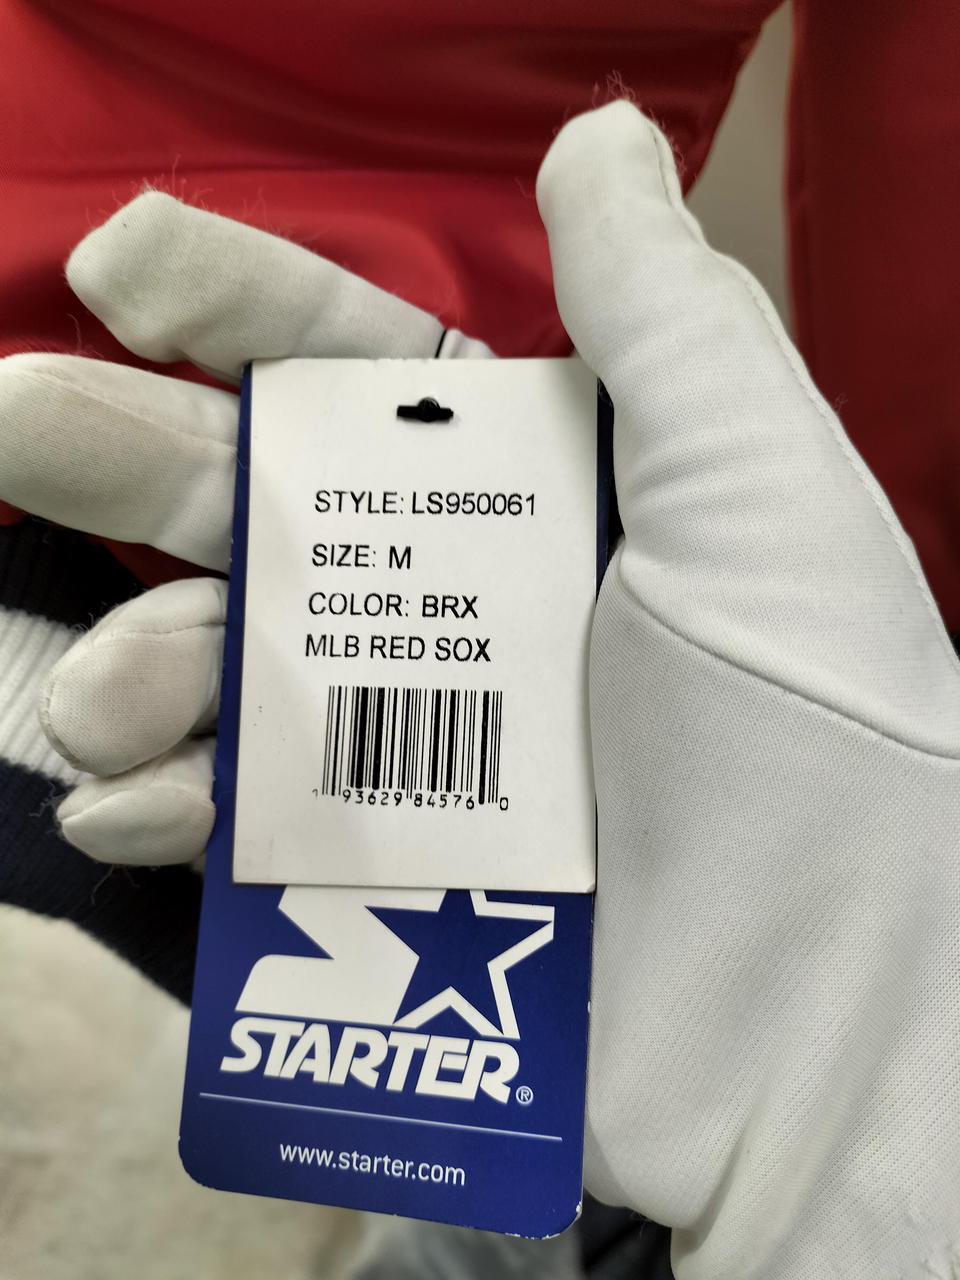 STYLE: LS950061
SIZE: M
COLOR: BRX
MLB RED SOX
1 93629 84576 0
STARTER®
www.starter.com